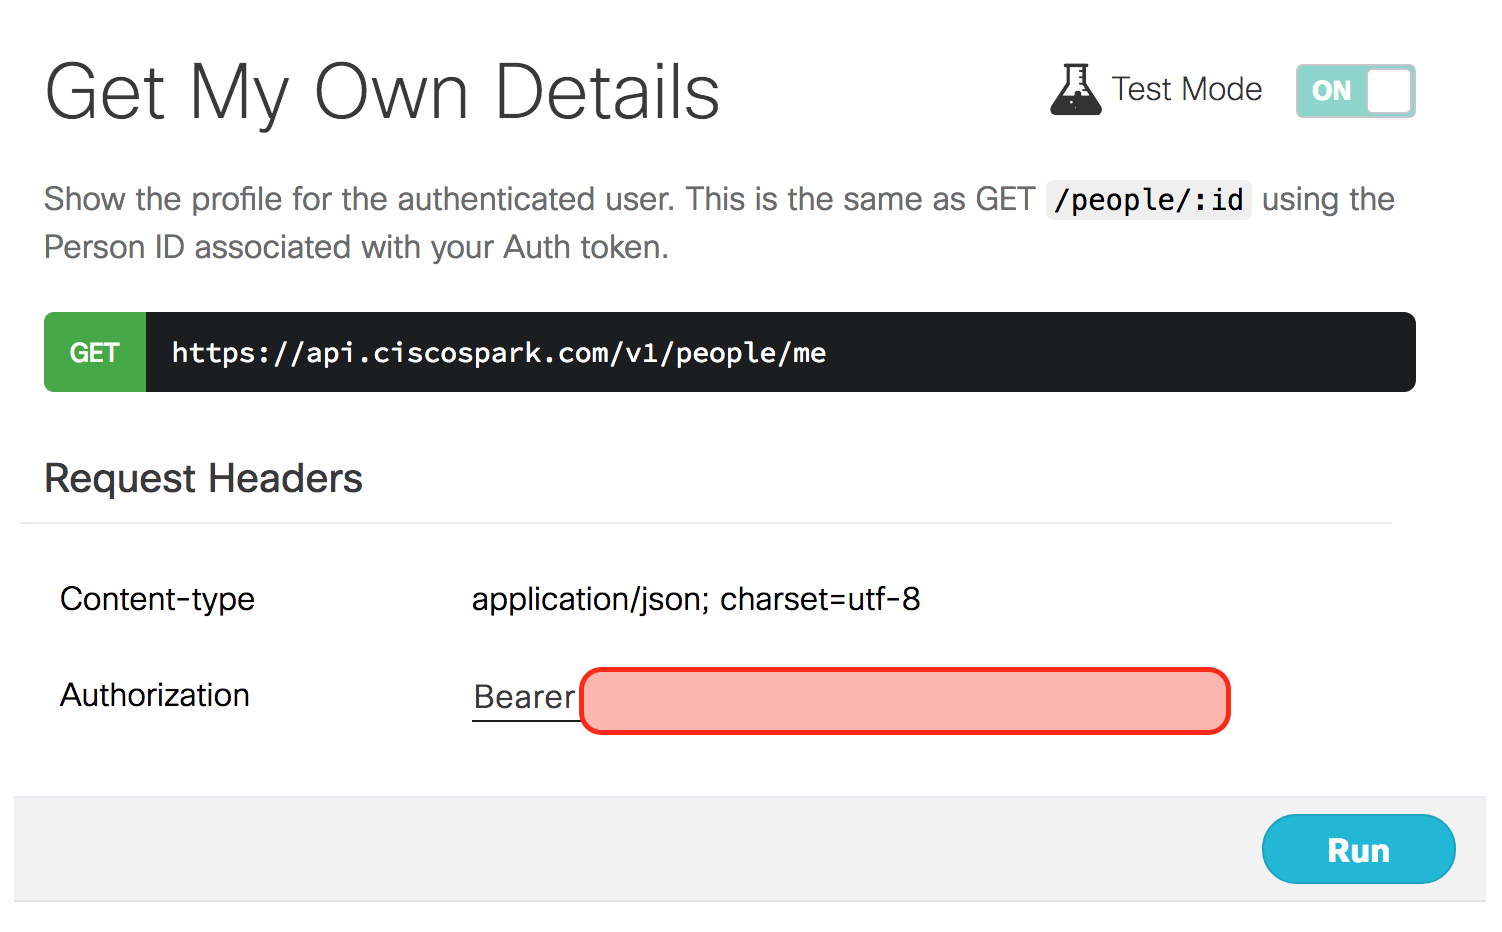 Get My Own Details
Test Mode
ON
Show the profile for the authenticated user. This is the same as GET /people/:id using the
Person ID associated with your Auth token.
GET https://api.ciscospark.com/v1/people/me
Request Headers
Content-type application/json; charset=utf-8
Authorization Bearer
Run